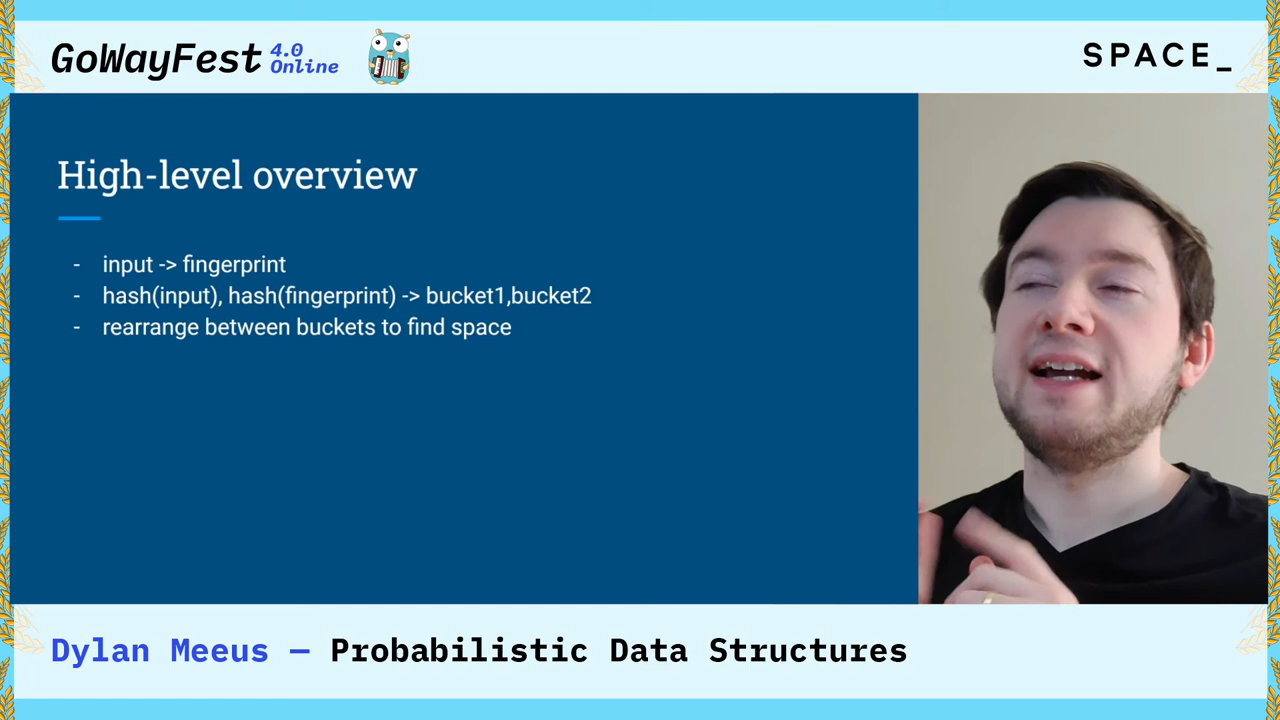 GoWayFest 4.0 Online
SPACE_
High-level overview
- input -> fingerprint
- hash(input), hash(fingerprint) -> bucket1,bucket2
- rearrange between buckets to find space
Dylan Meeus — Probabilistic Data Structures